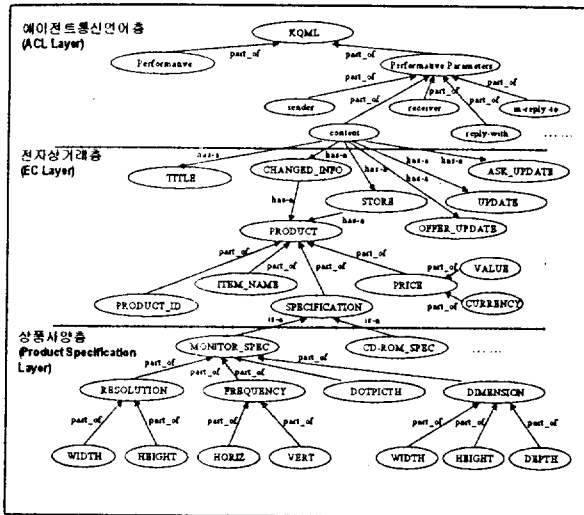 에이전트통신언어층
(ACL Layer)
KQML
part_of
part_of
Performative
Performative Parameters
part_of
part_of
part_of
part_of
part_of
sender
receiver
in-reply-to
content
reply-with
......
전자상거래층
(EC Layer)
has-a
has-a
has-a
has-a
has-a
has-a
TITLE
CHANGED_INFO
ASK_UPDATE
has-a
STORE
UPDATE
has-a
OFFER_UPDATE
PRODUCT
part_of
part_of
part_of
part_of
part_of
VALUE
ITEM_NAME
PRICE
PRODUCT_ID
SPECIFICATION
part_of
CURRENCY
is-a
is-a
상품사양층
(Product Specification
Layer)
MONITOR_SPEC
CD-ROM_SPEC
......
part_of
part_of
part_of
part_of
RESOLUTION
FREQUENCY
DOTPICTH
DIMENSION
part_of
part_of
part_of
part_of
part_of
part_of
part_of
WIDTH
HEIGHT
HORIZ
VERT
WIDTH
HEIGHT
DEPTH